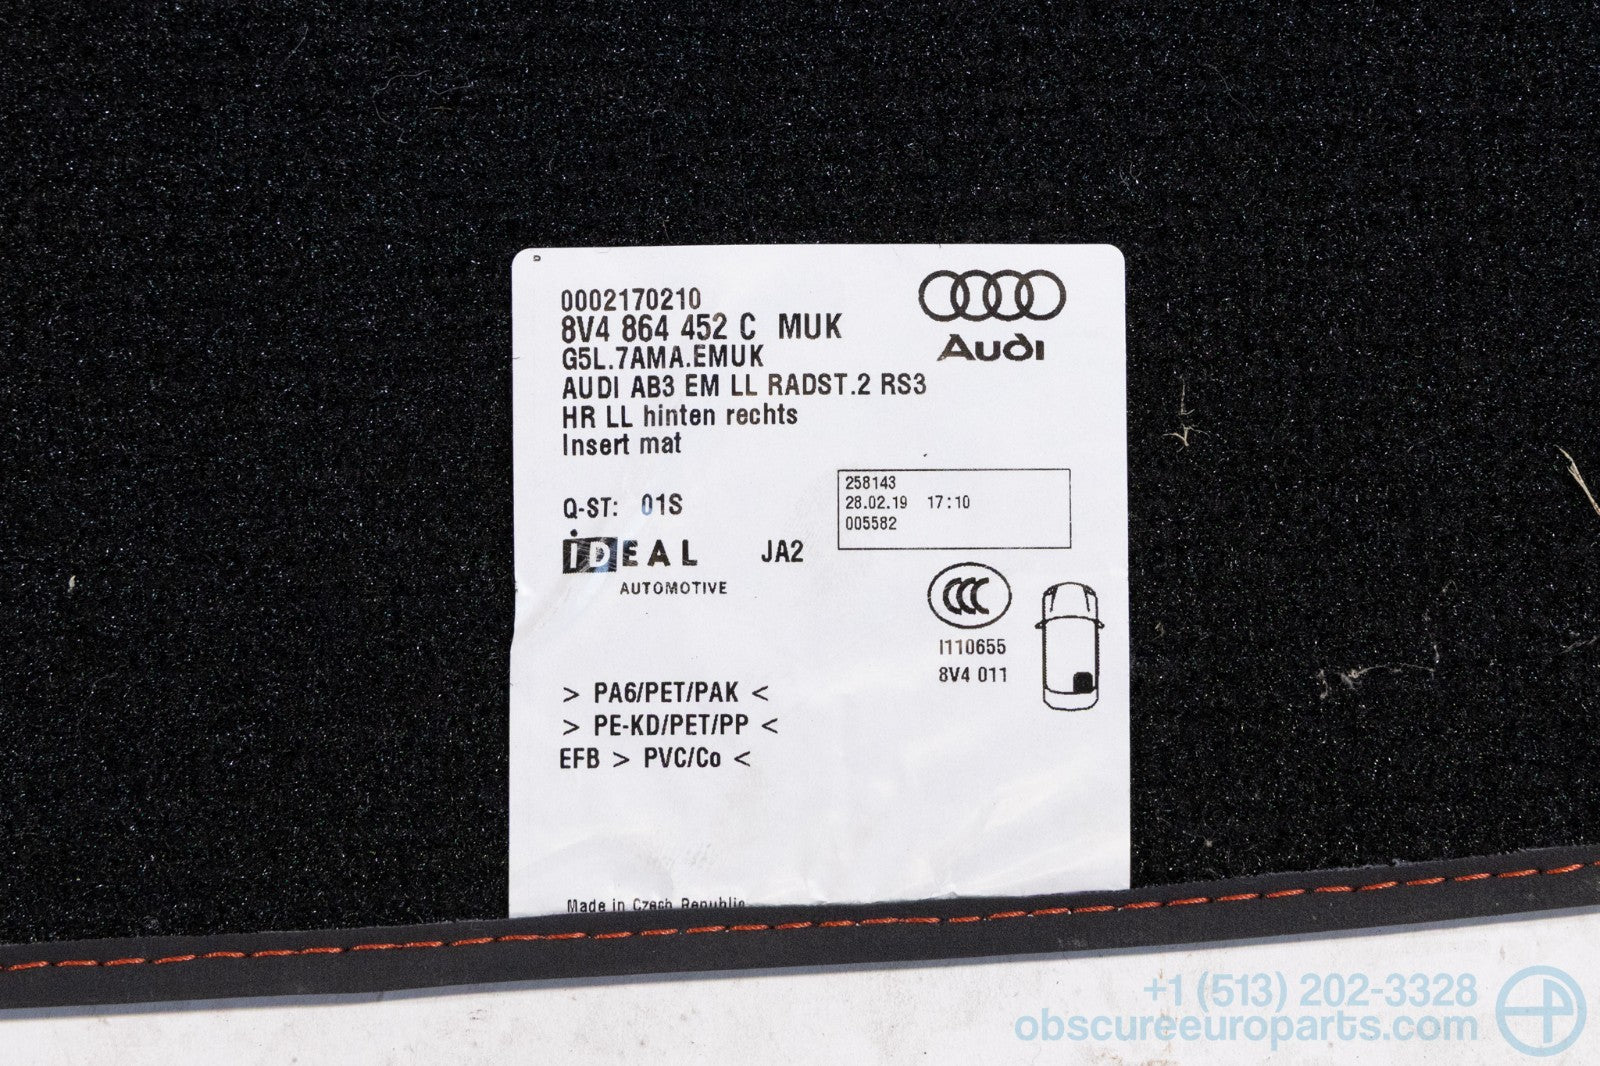 0002170210
8V4 864 452 C MUK
G5L.7AMA.EMUK
AUDI AB3 EM LL RADST.2 RS3
HR LL hinten rechts
Insert mat
Audi
258143
28.02.19 17:10
005582
Q-ST: 01S
iDEAL
AUTOMOTIVE
JA2
CCC
I110655
8V4 011
> PA6/PET/PAK <
> PE-KD/PET/PP <
EFB > PVC/Co <
Made in Czech Republic
+1 (513) 202-3328
obscureeuroparts.com